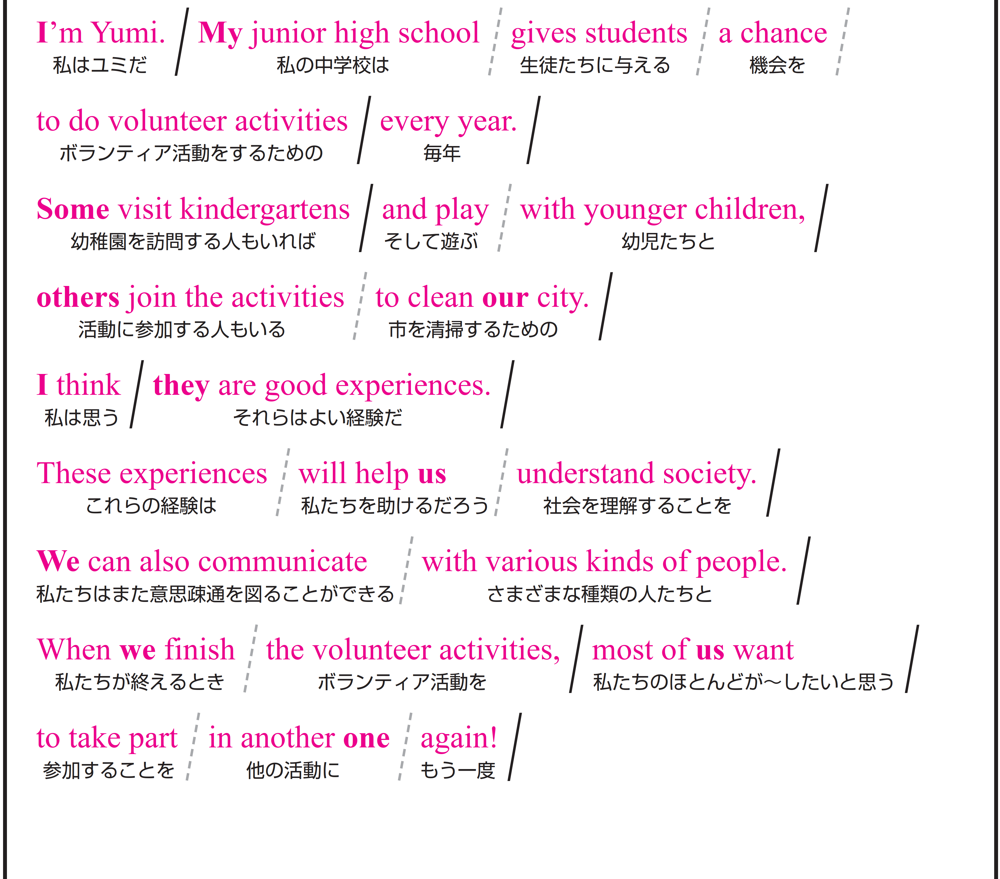 I’m Yumi. / My junior high school / gives students / a chance /
私はユミだ 私の中学校は 生徒たちに与える 機会を
to do volunteer activities / every year. /
ボランティア活動をするための 毎年
Some visit kindergartens / and play / with younger children, /
幼稚園を訪問する人もいれば そして遊ぶ 幼児たちと
others join the activities / to clean our city. /
活動に参加する人もいる 市を清掃するための
I think / they are good experiences. /
私は思う それらはよい経験だ
These experiences / will help us / understand society. /
これらの経験は 私たちを助けるだろう 社会を理解することを
We can also communicate / with various kinds of people. /
私たちはまた意思疎通を図ることができる さまざまな種類の人たちと
When we finish / the volunteer activities, / most of us want /
私たちが終えるとき ボランティア活動を 私たちのほとんどが〜したいと思う
to take part / in another one / again! /
参加することを 他の活動に もう一度